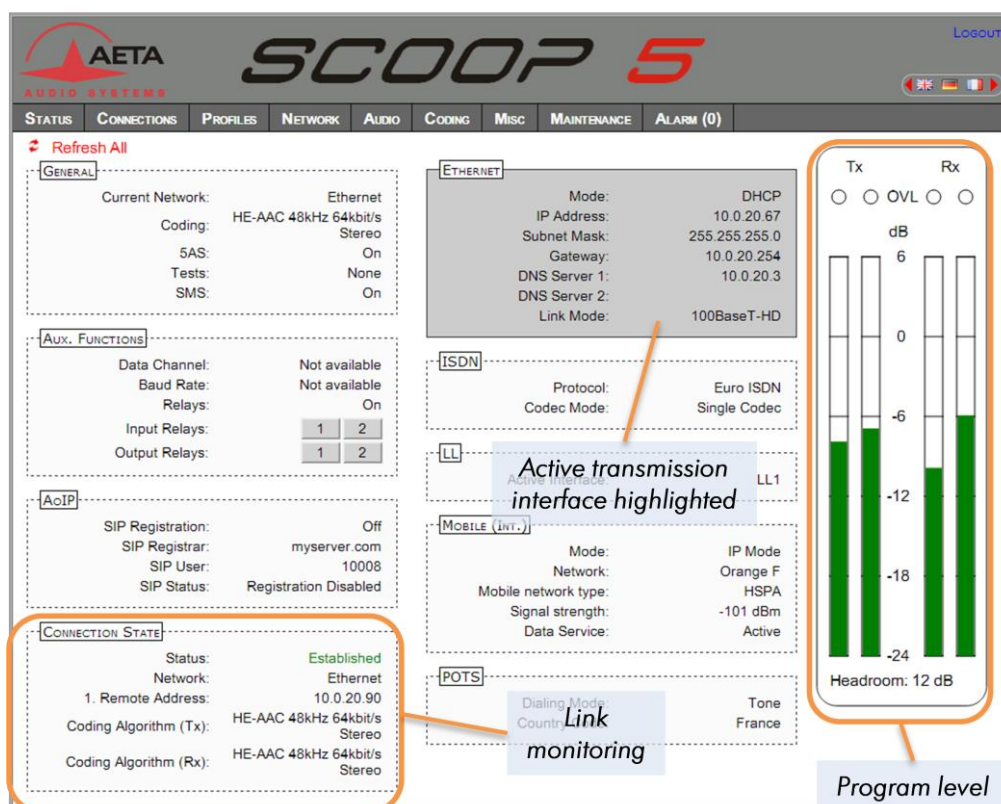 AETA
AUDIO SYSTEMS
SCOOP 5
Logout
Status Connections Profiles Network Audio Coding Misc Maintenance Alarm (0)
Refresh All
General
Current Network: Ethernet
Coding: HE-AAC 48kHz 64kbit/s
Stereo
5AS: On
Tests: None
SMS: On
Aux. Functions
Data Channel: Not available
Baud Rate: Not available
Relays: On
Input Relays: 1 2
Output Relays: 1 2
AoIP
SIP Registration: Off
SIP Registrar: myserver.com
SIP User: 10008
SIP Status: Registration Disabled
Connection State
Status: Established
Network: Ethernet
1. Remote Address: 10.0.20.90
Coding Algorithm (Tx): HE-AAC 48kHz 64kbit/s
Stereo
Coding Algorithm (Rx): HE-AAC 48kHz 64kbit/s
Stereo
Ethernet
Mode: DHCP
IP Address: 10.0.20.67
Subnet Mask: 255.255.255.0
Gateway: 10.0.20.254
DNS Server 1: 10.0.20.3
DNS Server 2:
Link Mode: 100BaseT-HD
ISDN
Protocol: Euro ISDN
Codec Mode: Single Codec
LL
Active Interface: LL1
Active transmission
interface highlighted
Mobile (Int.)
Mode: IP Mode
Network: Orange F
Mobile network type: HSPA
Signal strength: -101 dBm
Data Service: Active
POTS
Dialing Mode: Tone
Country France
Link
monitoring
Tx Rx
OVL
dB
6
0
-6
-12
-18
-24
Headroom: 12 dB
Program level